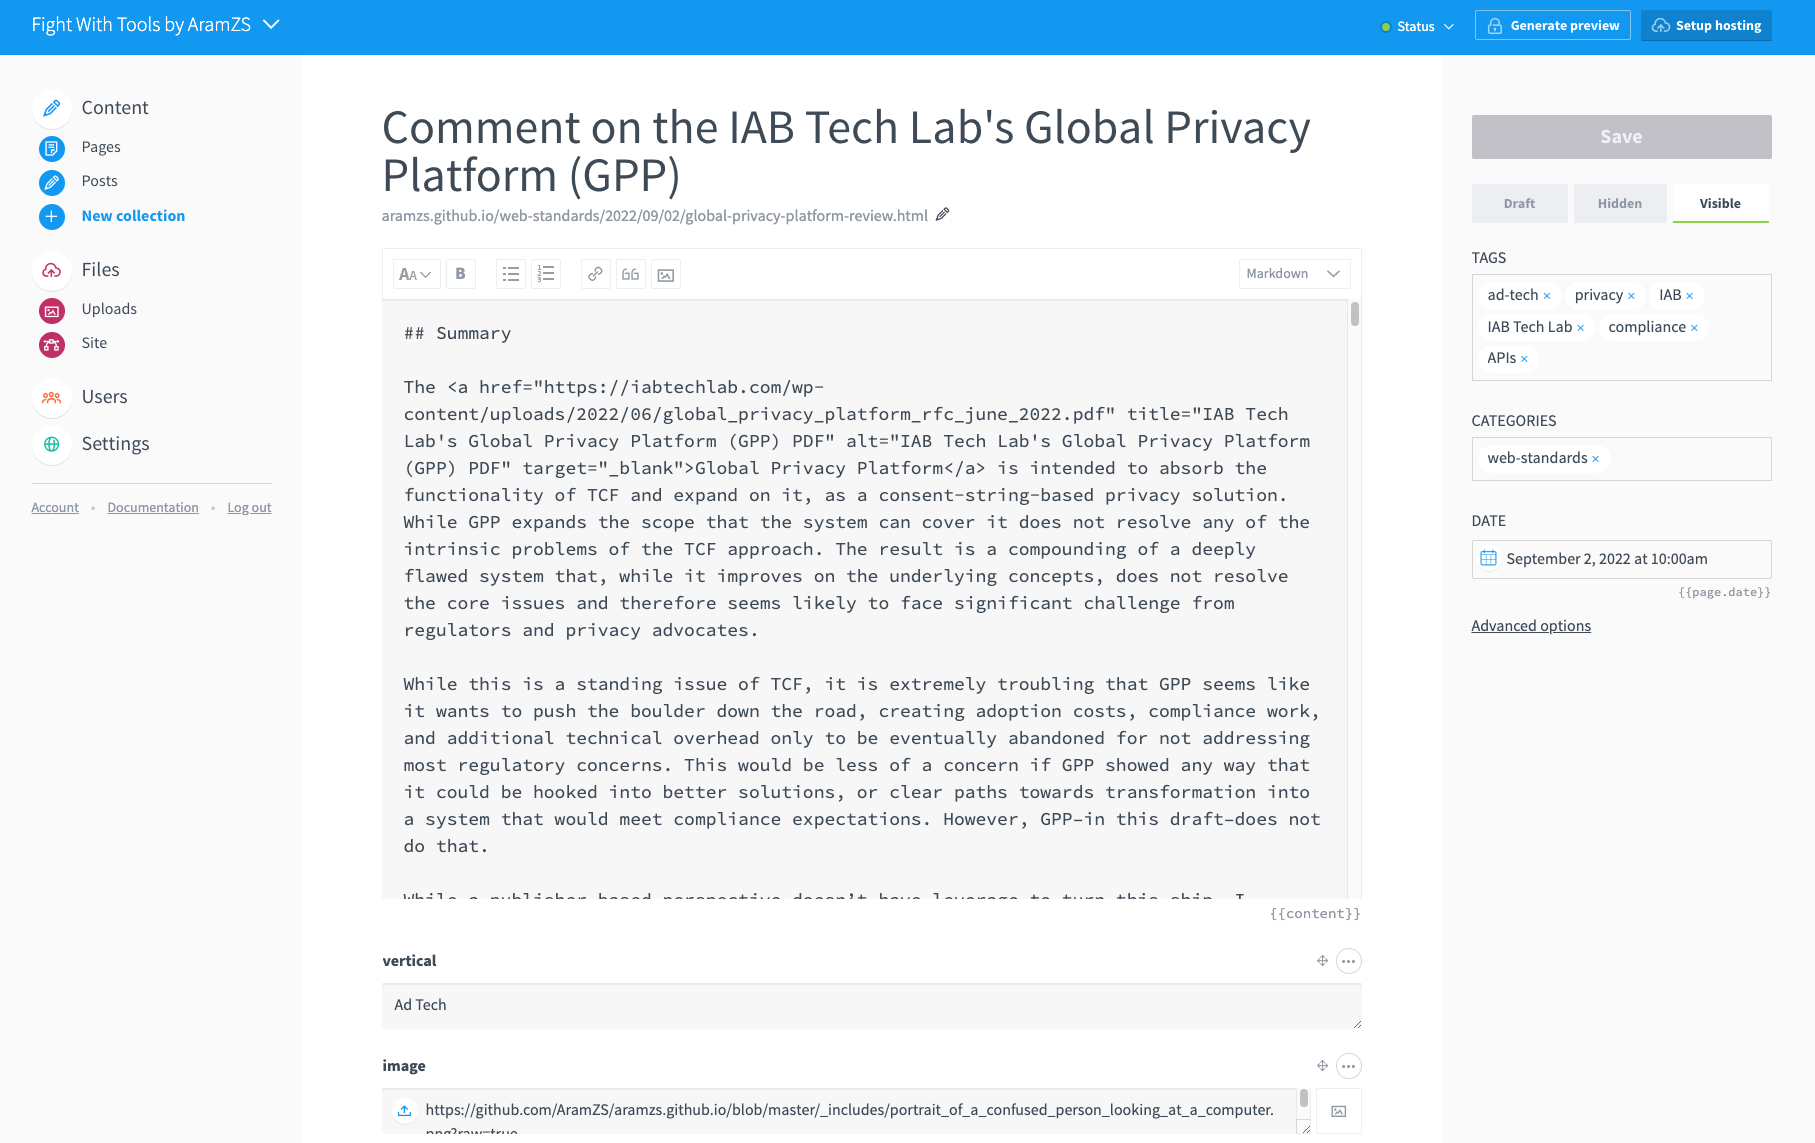 Fight With Tools by AramZS
Status
Generate preview
Setup hosting
Content
Pages
Posts
New collection
Files
Uploads
Site
Users
Settings
Account • Documentation • Log out
Comment on the IAB Tech Lab's Global Privacy
Platform (GPP)
aramzs.github.io/web-standards/2022/09/02/global-privacy-platform-review.html
AA
B
Markdown
## Summary
The <a href="https://iabtechlab.com/wp-
content/uploads/2022/06/global_privacy_platform_rfc_june_2022.pdf" title="IAB Tech
Lab's Global Privacy Platform (GPP) PDF" alt="IAB Tech Lab's Global Privacy Platform
(GPP) PDF" target="_blank">Global Privacy Platform</a> is intended to absorb the
functionality of TCF and expand on it, as a consent-string-based privacy solution.
While GPP expands the scope that the system can cover it does not resolve any of the
intrinsic problems of the TCF approach. The result is a compounding of a deeply
flawed system that, while it improves on the underlying concepts, does not resolve
the core issues and therefore seems likely to face significant challenge from
regulators and privacy advocates.
While this is a standing issue of TCF, it is extremely troubling that GPP seems like
it wants to push the boulder down the road, creating adoption costs, compliance work,
and additional technical overhead only to be eventually abandoned for not addressing
most regulatory concerns. This would be less of a concern if GPP showed any way that
it could be hooked into better solutions, or clear paths towards transformation into
a system that would meet compliance expectations. However, GPP–in this draft–does not
do that.
While a publisher based perspective doesn't have leverage to turn this ship, I
{{content}}
vertical
Ad Tech
image
https://github.com/AramZS/aramzs.github.io/blob/master/_includes/portrait_of_a_confused_person_looking_at_a_computer.
png?raw=true
Save
Draft
Hidden
Visible
TAGS
ad-tech × privacy × IAB ×
IAB Tech Lab × compliance ×
APIs ×
CATEGORIES
web-standards ×
DATE
September 2, 2022 at 10:00am
{{page.date}}
Advanced options